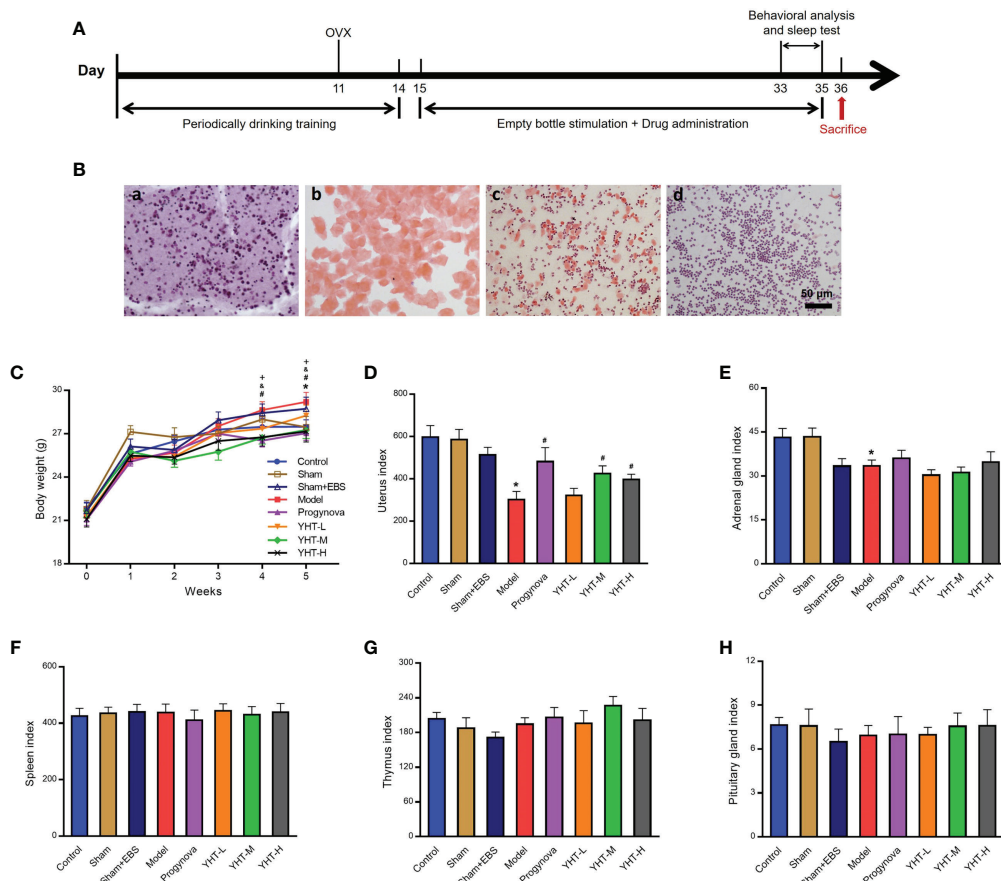 A
Behavioral analysis
and sleep test
OVX
Day
11
14
15
33
35
36
Periodically drinking training
Empty bottle stimulation + Drug administration
Sacrifice
B
a
b
c
d
50 μm
C
Body weight (g)
30
27
24
21
18
+
&
#
+
&
#
*
Control
Sham
Sham+EBS
Model
Progynova
YHT-L
YHT-M
YHT-H
0 1 2 3 4 5
Weeks
D
Uterus index
800
600
400
200
0
* # # #
Control Sham Sham+EBS Model Progynova YHT-L YHT-M YHT-H
E
Adrenal gland index
60
45
30
15
0
*
Control Sham Sham+EBS Model Progynova YHT-L YHT-M YHT-H
F
Spleen index
600
400
200
0
Control Sham Sham+EBS Model Progynova YHT-L YHT-M YHT-H
G
Thymus index
300
240
180
120
60
0
Control Sham Sham+EBS Model Progynova YHT-L YHT-M YHT-H
H
Pituitary gland index
12
9
6
3
0
Control Sham Sham+EBS Model Progynova YHT-L YHT-M YHT-H